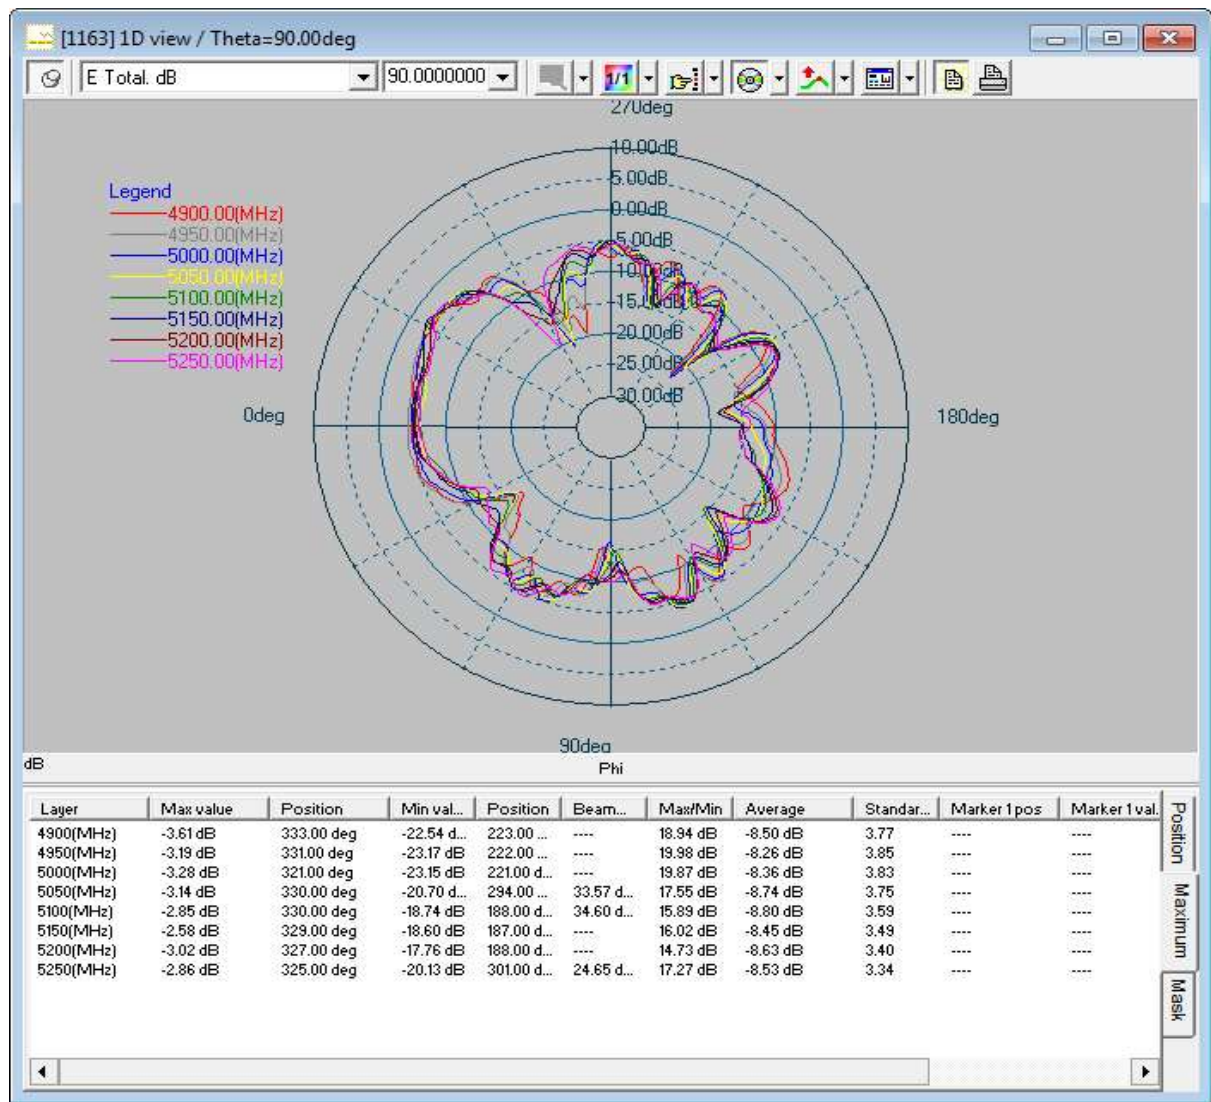 [1163] 1D view / Theta=90.00deg
E Total. dB
90.0000000
1/1
270deg
10.00dB
5.00dB
0.00dB
-5.00dB
-10.00dB
-15.00dB
-20.00dB
-25.00dB
-30.00dB
Legend
4900.00(MHz)
4950.00(MHz)
5000.00(MHz)
5050.00(MHz)
5100.00(MHz)
5150.00(MHz)
5200.00(MHz)
5250.00(MHz)
0deg
180deg
90deg
dB
Phi
Layer Max value Position Min val... Position Beam... Max/Min Average Standar... Marker 1 pos Marker 1 val.
4900(MHz) -3.61 dB 333.00 deg -22.54 d... 223.00 ... ---- 18.94 dB -8.50 dB 3.77 ---- ----
4950(MHz) -3.19 dB 331.00 deg -23.17 dB 222.00 ... ---- 19.98 dB -8.26 dB 3.85 ---- ----
5000(MHz) -3.28 dB 321.00 deg -23.15 dB 221.00 d... ---- 19.87 dB -8.36 dB 3.83 ---- ----
5050(MHz) -3.14 dB 330.00 deg -20.70 d... 294.00 ... 33.57 d... 17.55 dB -8.74 dB 3.75 ---- ----
5100(MHz) -2.85 dB 330.00 deg -18.74 dB 188.00 d... 34.60 d... 15.89 dB -8.80 dB 3.59 ---- ----
5150(MHz) -2.58 dB 329.00 deg -18.60 dB 187.00 d... ---- 16.02 dB -8.45 dB 3.49 ---- ----
5200(MHz) -3.02 dB 327.00 deg -17.76 dB 188.00 d... ---- 14.73 dB -8.63 dB 3.40 ---- ----
5250(MHz) -2.86 dB 325.00 deg -20.13 dB 301.00 d... 24.65 d... 17.27 dB -8.53 dB 3.34 ---- ----
Position
Maximum
Mask